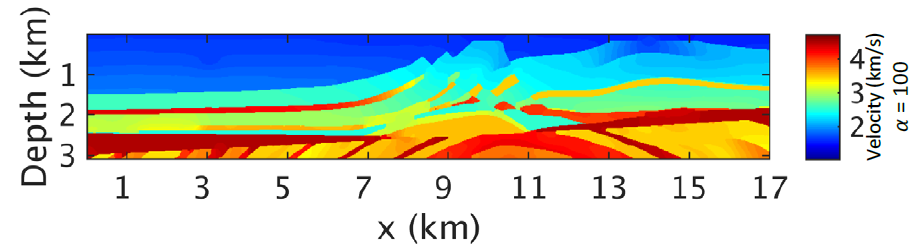 Depth (km)
1
2
3
1 3 5 7 9 11 13 15 17
x (km)
4
3
2
Velocity (km/s)
α = 100